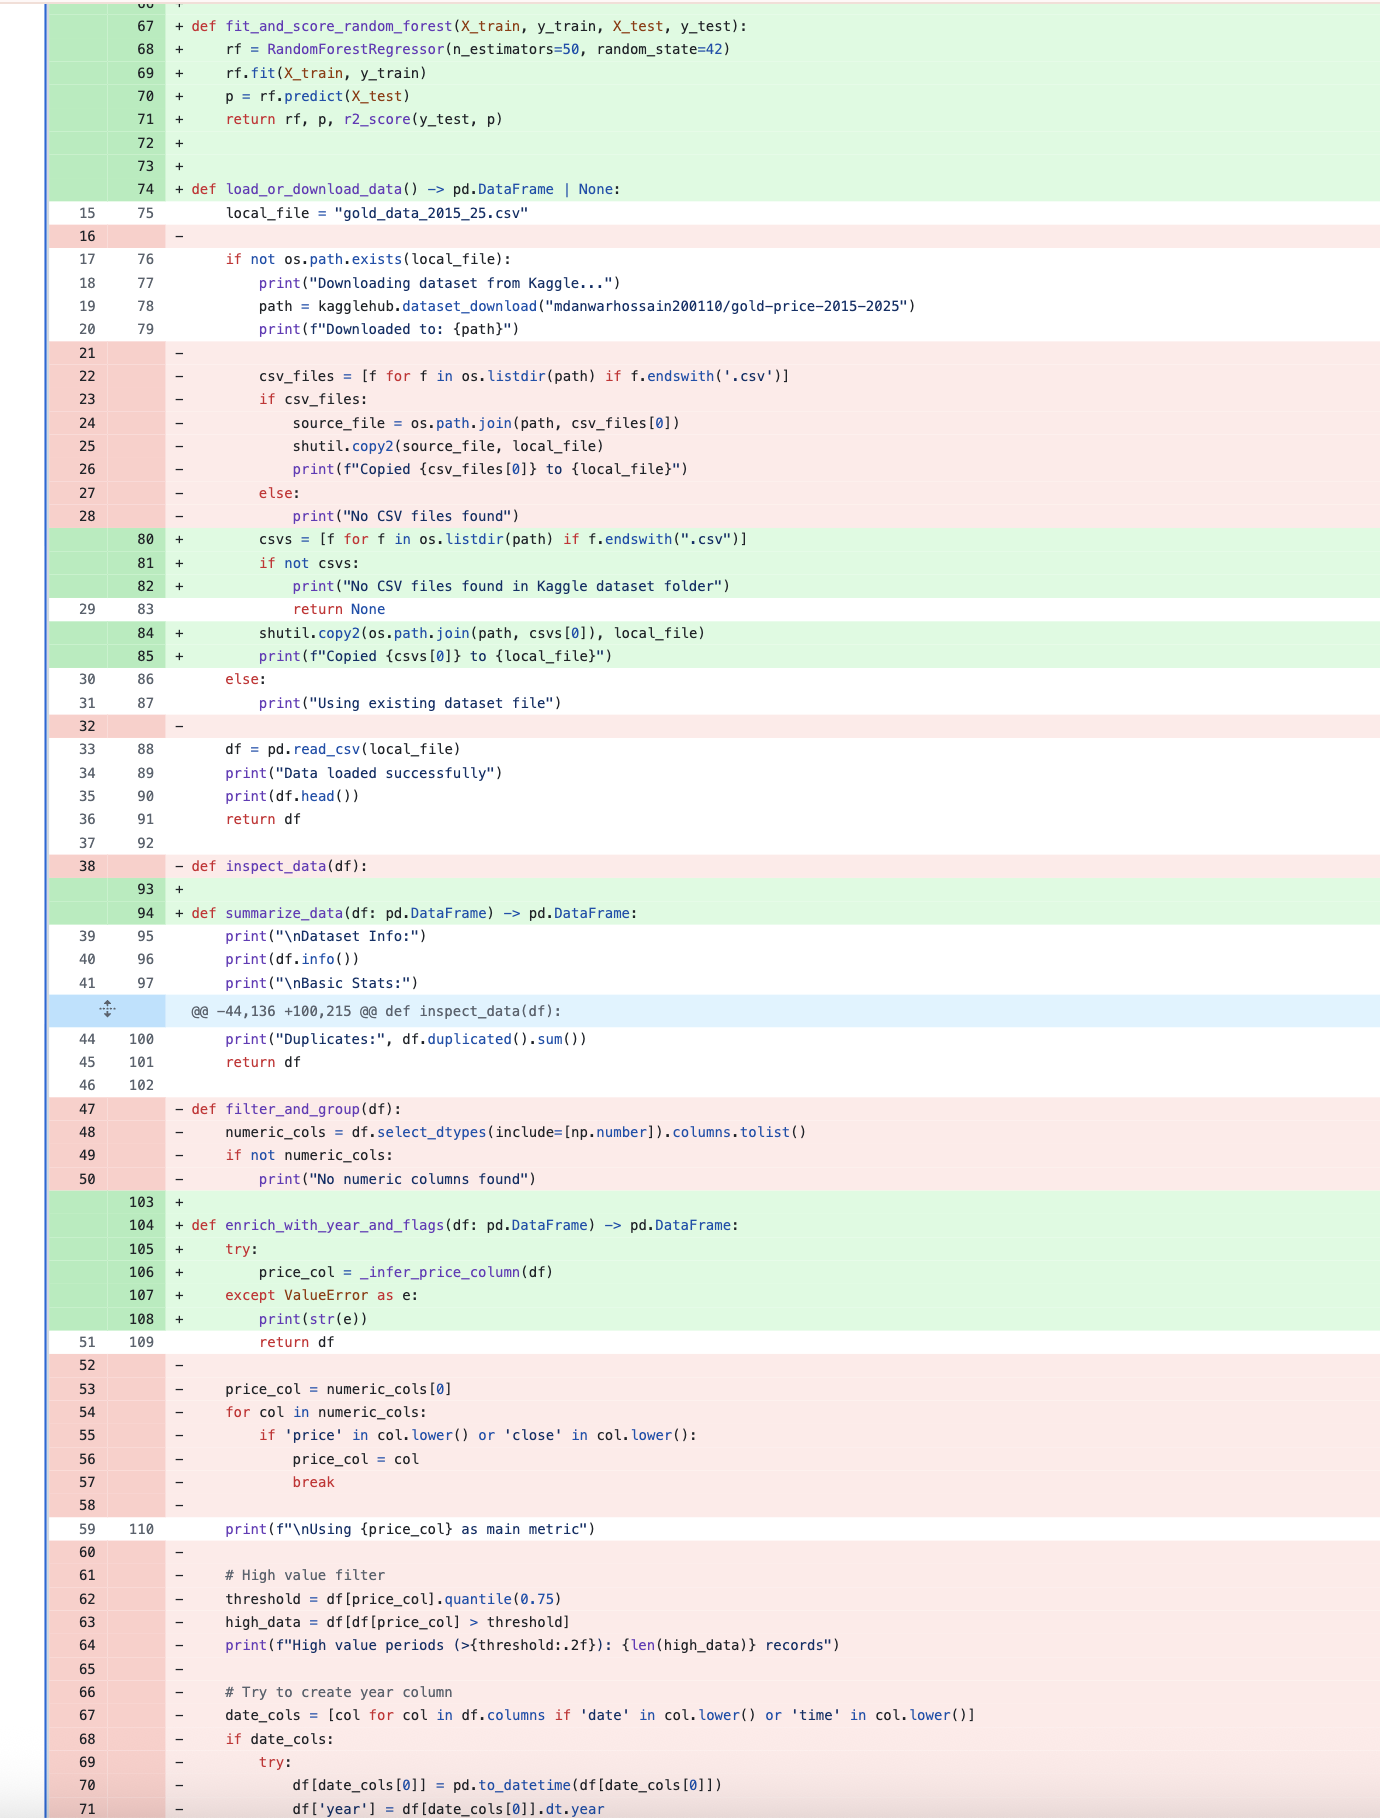 67 + def fit_and_score_random_forest(X_train, y_train, X_test, y_test):
68 + rf = RandomForestRegressor(n_estimators=50, random_state=42)
69 + rf.fit(X_train, y_train)
70 + p = rf.predict(X_test)
71 + return rf, p, r2_score(y_test, p)
72 +
73 +
74 + def load_or_download_data() -> pd.DataFrame | None:
15 75 local_file = "gold_data_2015_25.csv"
16 -
17 76 if not os.path.exists(local_file):
18 77 print("Downloading dataset from Kaggle...")
19 78 path = kagglehub.dataset_download("mdanwarhossain200110/gold-price-2015-2025")
20 79 print(f"Downloaded to: {path}")
21 -
22 - csv_files = [f for f in os.listdir(path) if f.endswith('.csv')]
23 - if csv_files:
24 - source_file = os.path.join(path, csv_files[0])
25 - shutil.copy2(source_file, local_file)
26 - print(f"Copied {csv_files[0]} to {local_file}")
27 - else:
28 - print("No CSV files found")
80 + csvs = [f for f in os.listdir(path) if f.endswith(".csv")]
81 + if not csvs:
82 + print("No CSV files found in Kaggle dataset folder")
29 83 return None
84 + shutil.copy2(os.path.join(path, csvs[0]), local_file)
85 + print(f"Copied {csvs[0]} to {local_file}")
30 86 else:
31 87 print("Using existing dataset file")
32 -
33 88 df = pd.read_csv(local_file)
34 89 print("Data loaded successfully")
35 90 print(df.head())
36 91 return df
37 92
38 - def inspect_data(df):
93 +
94 + def summarize_data(df: pd.DataFrame) -> pd.DataFrame:
39 95 print("\nDataset Info:")
40 96 print(df.info())
41 97 print("\nBasic Stats:")
@@ -44,136 +100,215 @@ def inspect_data(df):
44 100 print("Duplicates:", df.duplicated().sum())
45 101 return df
46 102
47 - def filter_and_group(df):
48 - numeric_cols = df.select_dtypes(include=[np.number]).columns.tolist()
49 - if not numeric_cols:
50 - print("No numeric columns found")
103 +
104 + def enrich_with_year_and_flags(df: pd.DataFrame) -> pd.DataFrame:
105 + try:
106 + price_col = _infer_price_column(df)
107 + except ValueError as e:
108 + print(str(e))
51 109 return df
52 -
53 - price_col = numeric_cols[0]
54 - for col in numeric_cols:
55 - if 'price' in col.lower() or 'close' in col.lower():
56 - price_col = col
57 - break
58 -
59 110 print(f"\nUsing {price_col} as main metric")
60 -
61 - # High value filter
62 - threshold = df[price_col].quantile(0.75)
63 - high_data = df[df[price_col] > threshold]
64 - print(f"High value periods (>{threshold:.2f}): {len(high_data)} records")
65 -
66 - # Try to create year column
67 - date_cols = [col for col in df.columns if 'date' in col.lower() or 'time' in col.lower()]
68 - if date_cols:
69 - try:
70 - df[date_cols[0]] = pd.to_datetime(df[date_cols[0]])
71 - df['year'] = df[date_cols[0]].dt.year